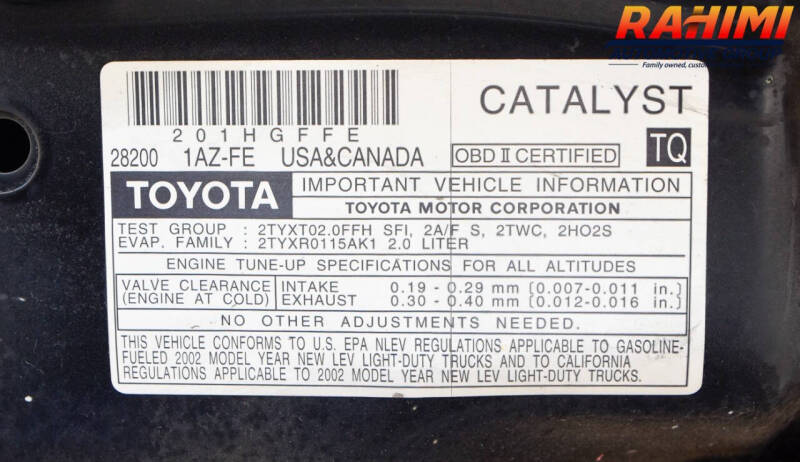 RAHIMI
Family owned, custo
CATALYST
201HGFFE
28200 1AZ-FE USA&CANADA OBD II CERTIFIED TQ
TOYOTA IMPORTANT VEHICLE INFORMATION
TOYOTA MOTOR CORPORATION
TEST GROUP : 2TYXT02.0FFH SFI, 2A/F S, 2TWC, 2HO2S
EVAP. FAMILY : 2TYXR0115AK1 2.0 LITER
ENGINE TUNE-UP SPECIFICATIONS FOR ALL ALTITUDES
VALVE CLEARANCE INTAKE 0.19 - 0.29 mm (0.007-0.011 in.)
(ENGINE AT COLD) EXHAUST 0.30 - 0.40 mm (0.012-0.016 in.)
NO OTHER ADJUSTMENTS NEEDED.
THIS VEHICLE CONFORMS TO U.S. EPA NLEV REGULATIONS APPLICABLE TO GASOLINE-
FUELED 2002 MODEL YEAR NEW LEV LIGHT-DUTY TRUCKS AND TO CALIFORNIA
REGULATIONS APPLICABLE TO 2002 MODEL YEAR NEW LEV LIGHT-DUTY TRUCKS.